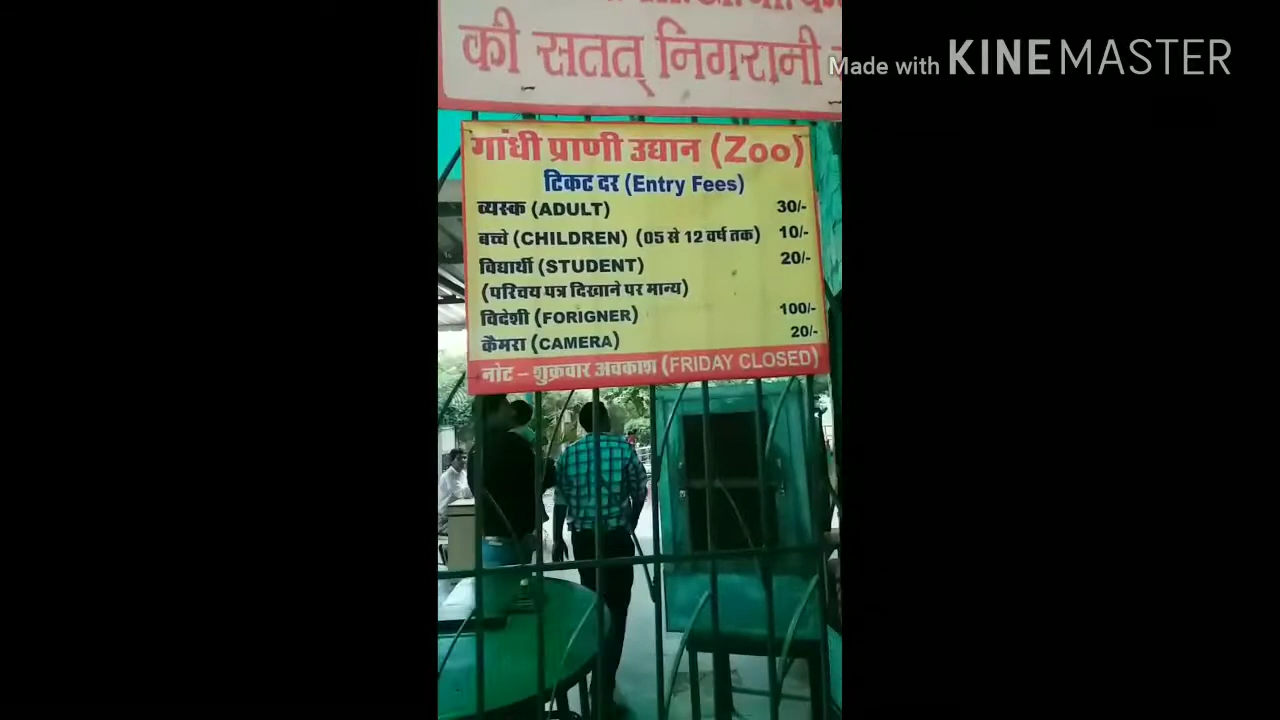 की सतत् निगरानी
Made with KINEMASTER
गांधी प्राणी उद्यान (Zoo)
टिकट दर (Entry Fees)
व्यस्क (ADULT) 30/-
बच्चे (CHILDREN) (05 से 12 वर्ष तक) 10/-
विद्यार्थी (STUDENT) 20/-
(परिचय पत्र दिखाने पर मान्य)
विदेशी (FORIGNER) 100/-
कैमरा (CAMERA) 20/-
नोट – शुक्रवार अवकाश (FRIDAY CLOSED)